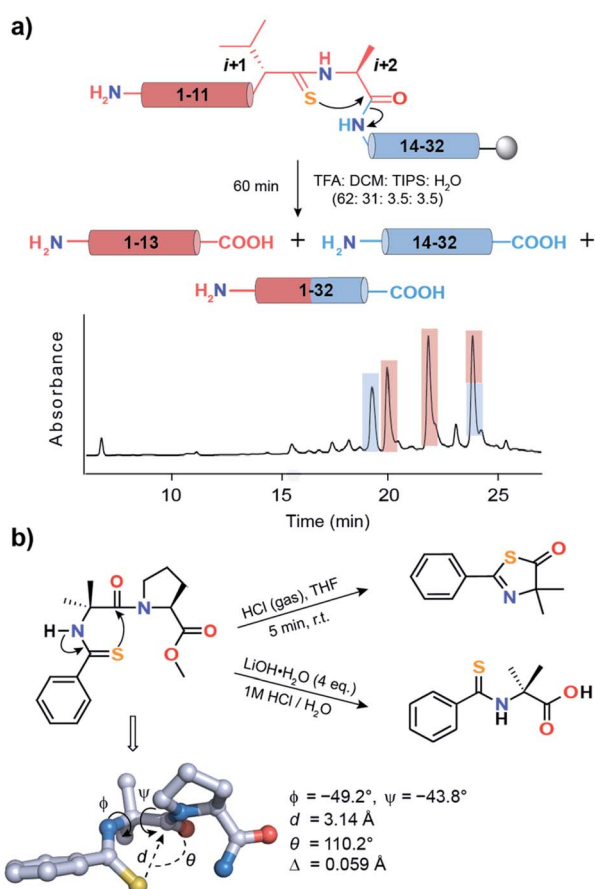 a)
i+1
H
N
i+2
H₂N
1-11
S
O
HN
14-32
60 min
TFA: DCM: TIPS: H₂O
(62: 31: 3.5: 3.5)
H₂N
1-13
COOH
+
H₂N
14-32
COOH
+
H₂N
1-32
COOH
Absorbance
10
15
20
25
Time (min)
b)
O
N
H-N
S
O
O
HCl (gas), THF
5 min, r.t.
S
O
N
LiOH•H₂O (4 eq.)
1M HCl / H₂O
S
N
H
OH
O
ϕ
ψ
d
θ
ϕ = −49.2°, ψ = −43.8°
d = 3.14 Å
θ = 110.2°
Δ = 0.059 Å